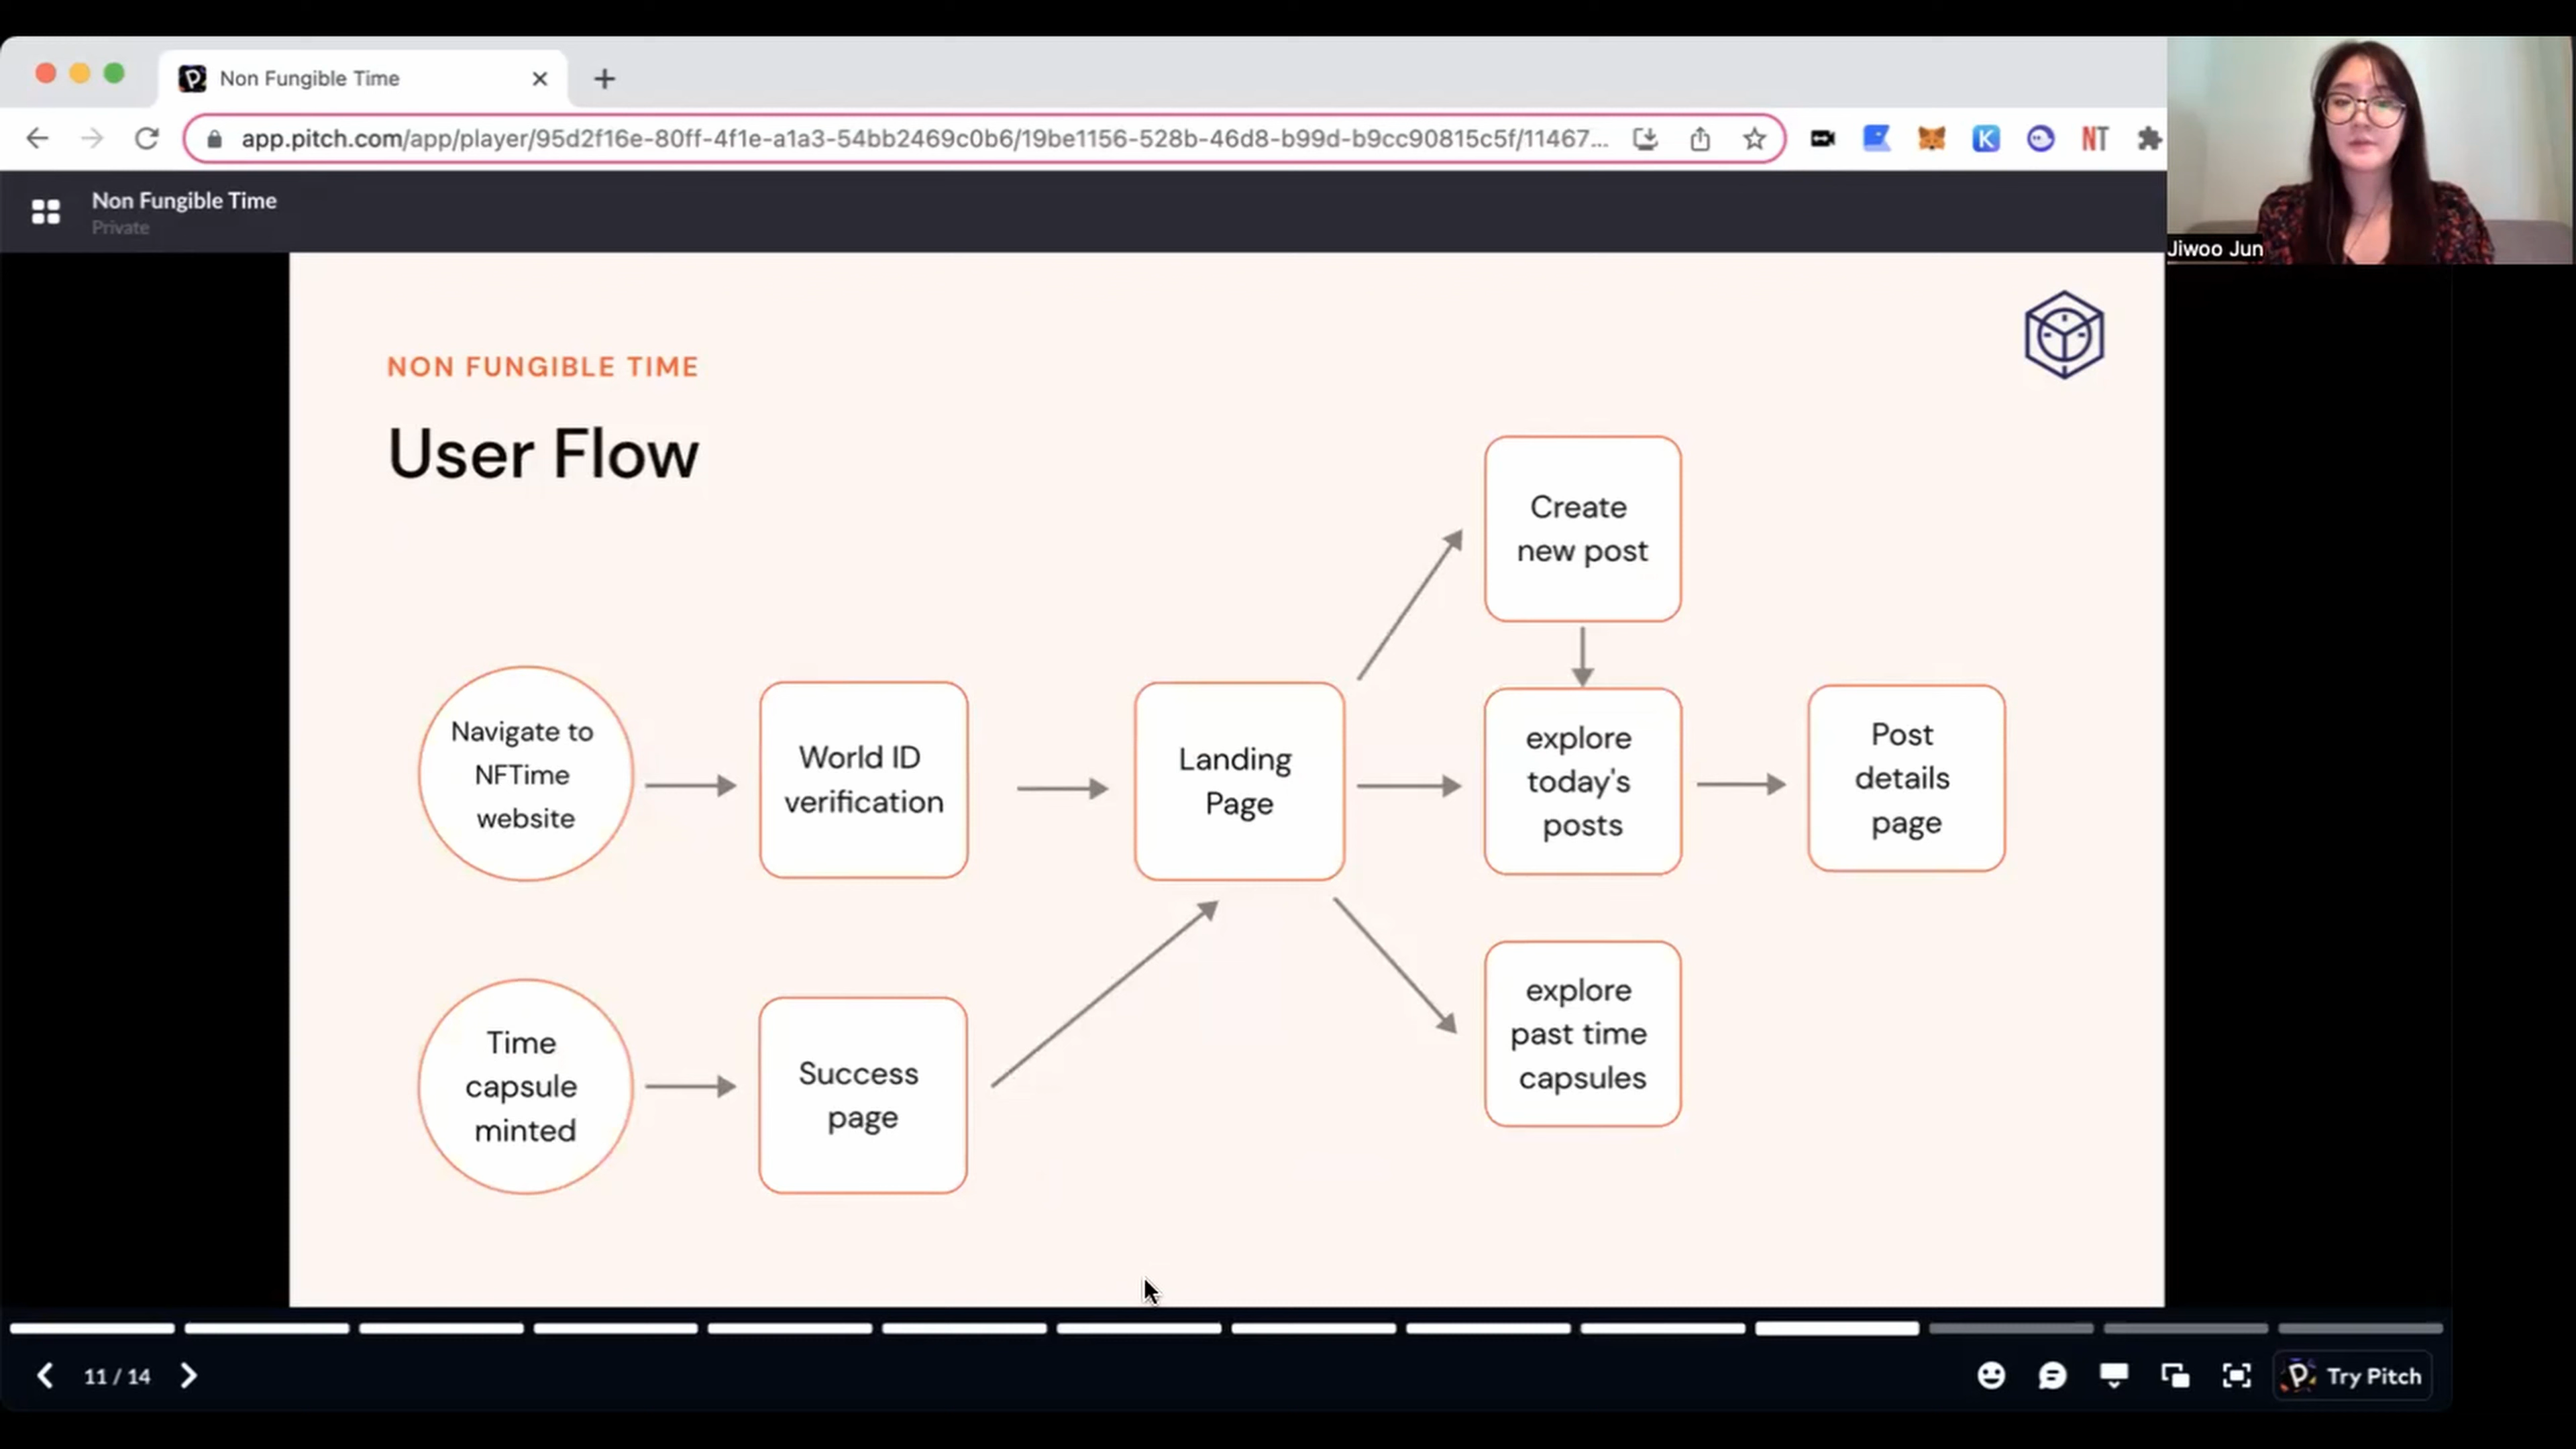 Non Fungible Time
app.pitch.com/app/player/95d2f16e-80ff-4f1e-a1a3-54bb2469c0b6/19be1156-528b-46d8-b99d-b9cc90815c5f/11467...
K
NT
Non Fungible Time
Private
Jiwoo Jun
NON FUNGIBLE TIME
User Flow
Create
new post
Navigate to
NFTime
website
World ID
verification
Landing
Page
explore
today's
posts
Post
details
page
Time
capsule
minted
Success
page
explore
past time
capsules
11 / 14
Try Pitch